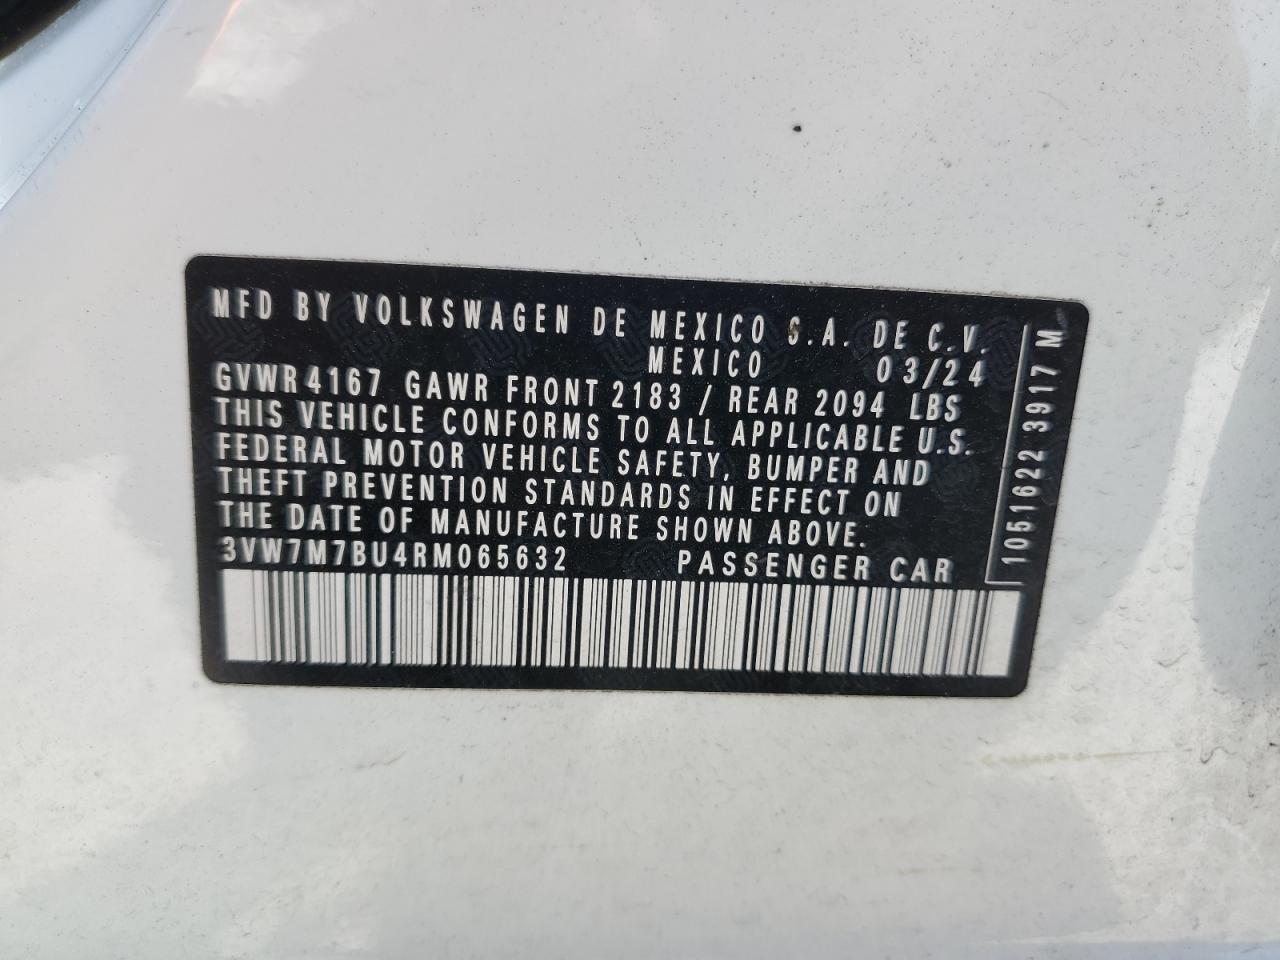 MFD BY VOLKSWAGEN DE MEXICO S.A. DE C.V.
MEXICO 03/24
GVWR 4167 GAWR FRONT 2183 / REAR 2094 LBS
THIS VEHICLE CONFORMS TO ALL APPLICABLE U.S.
FEDERAL MOTOR VEHICLE SAFETY, BUMPER AND
THEFT PREVENTION STANDARDS IN EFFECT ON
THE DATE OF MANUFACTURE SHOWN ABOVE.
3VW7M7BU4RM065632 PASSENGER CAR
1051622 3917 M